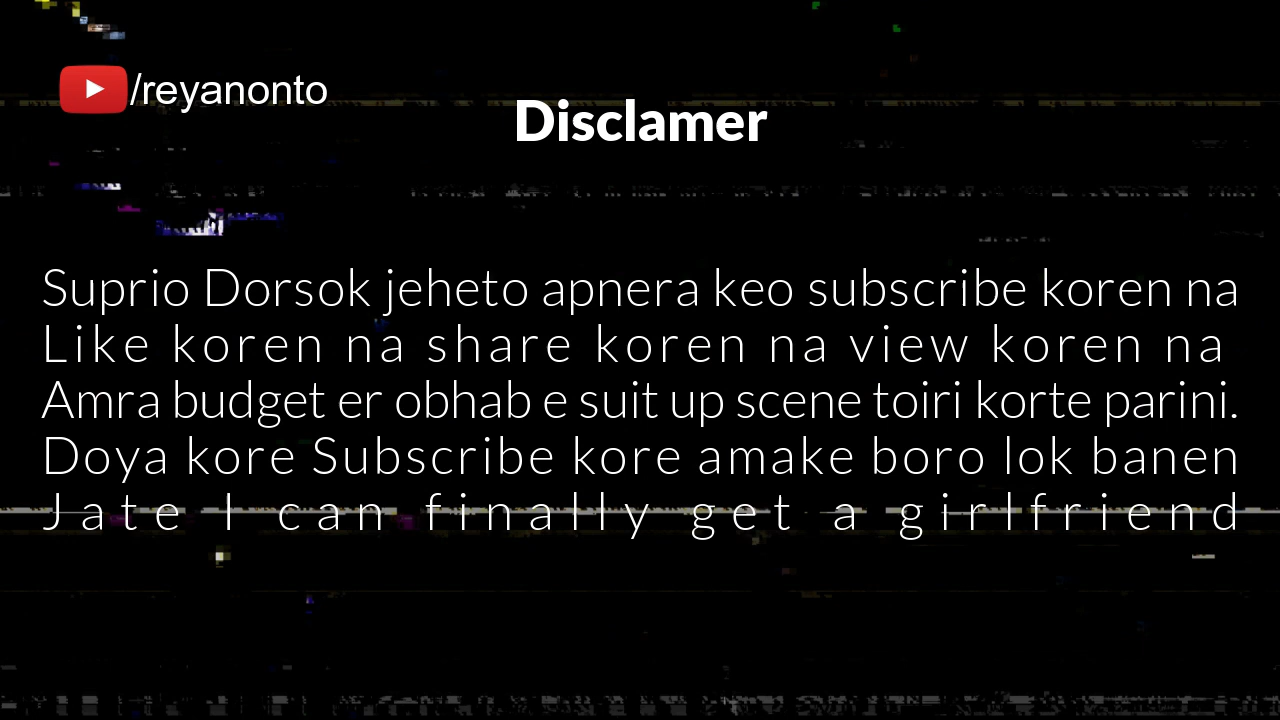 /reyanonto
Disclamer
Suprio Dorsok jeheto apnera keo subscribe koren na
Like koren na share koren na view koren na
Amra budget er obhab e suit up scene toiri korte parini.
Doya kore Subscribe kore amake boro lok banen
Jate I can finally get a girlfriend